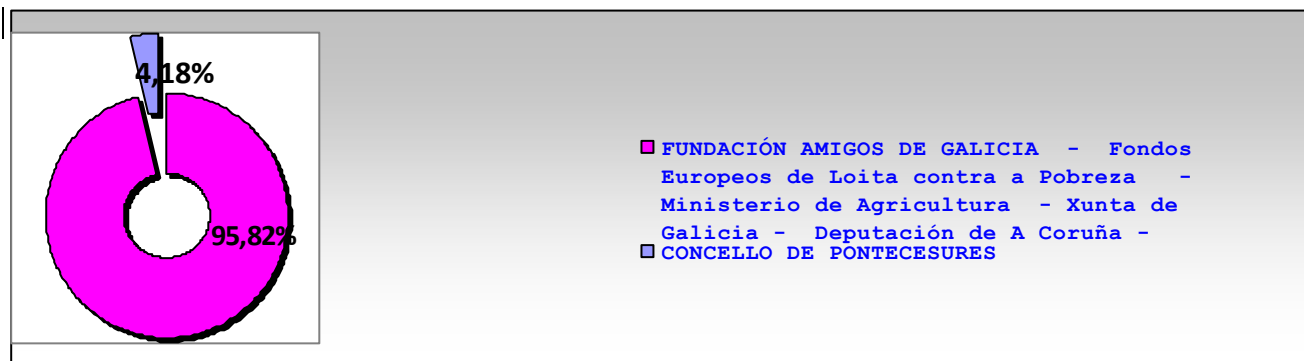 4,18%
95,82%
FUNDACIÓN AMIGOS DE GALICIA - Fondos
Europeos de Loita contra a Pobreza -
Ministerio de Agricultura - Xunta de
Galicia - Deputación de A Coruña -
CONCELLO DE PONTECESURES